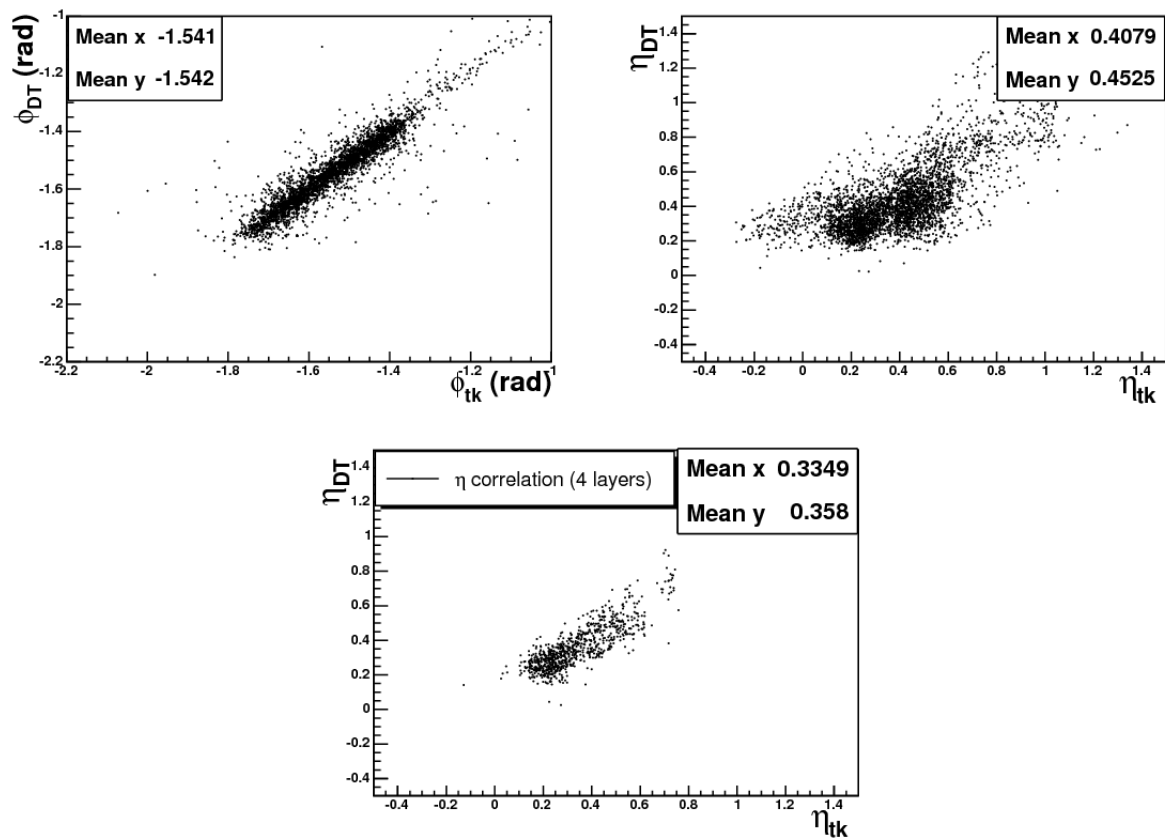 Mean x -1.541
Mean y -1.542
ϕDT (rad)
-1
-1.2
-1.4
-1.6
-1.8
-2
-2.2
-2.2 -2 -1.8 -1.6 -1.4 -1.2 -1
ϕtk (rad)
Mean x 0.4079
Mean y 0.4525
ηDT
1.4
1.2
1
0.8
0.6
0.4
0.2
0
-0.2
-0.4
-0.4 -0.2 0 0.2 0.4 0.6 0.8 1 1.2 1.4
ηtk
η correlation (4 layers)
Mean x 0.3349
Mean y 0.358
ηDT
1.4
1.2
1
0.8
0.6
0.4
0.2
0
-0.2
-0.4
-0.4 -0.2 0 0.2 0.4 0.6 0.8 1 1.2 1.4
ηtk